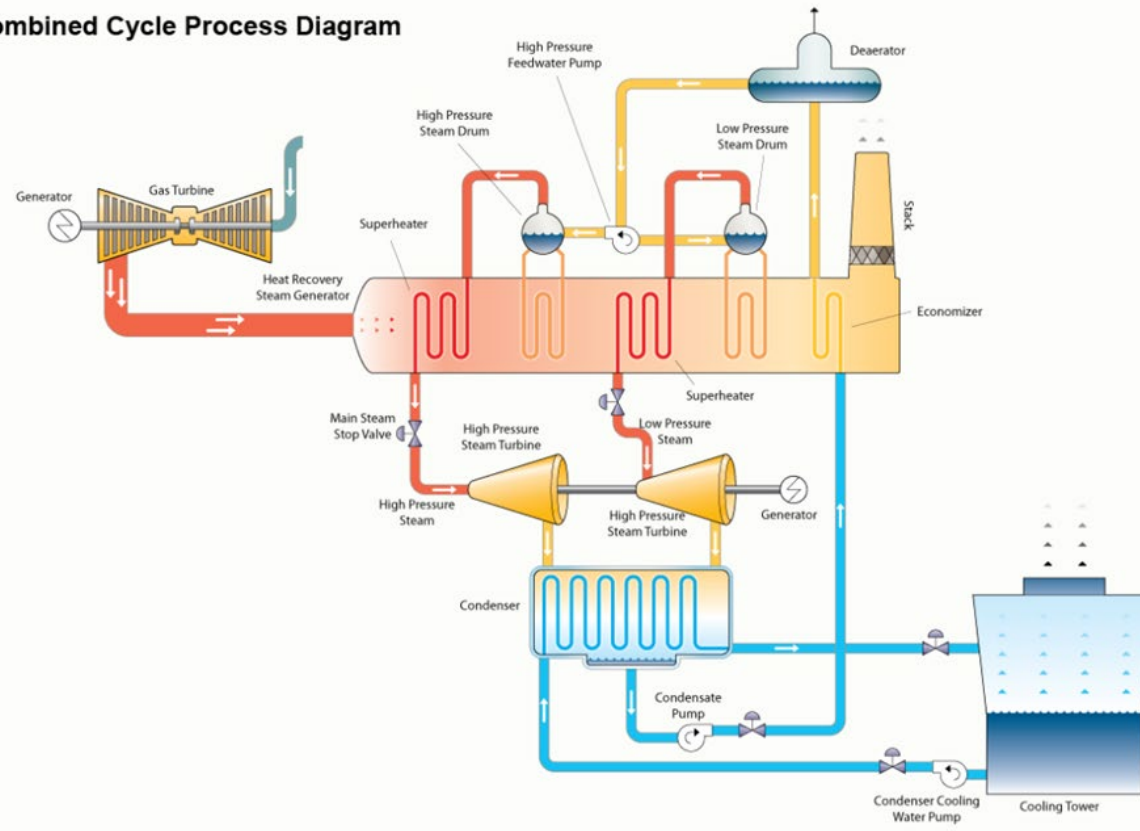 ombined Cycle Process Diagram
High Pressure
Feedwater Pump
Deaerator
High Pressure
Steam Drum
Low Pressure
Steam Drum
Generator
Gas Turbine
Superheater
Stack
Heat Recovery
Steam Generator
Economizer
Superheater
Main Steam
Stop Valve
High Pressure
Steam Turbine
Low Pressure
Steam
High Pressure
Steam
High Pressure
Steam Turbine
Generator
Condenser
Condensate
Pump
Condenser Cooling
Water Pump
Cooling Tower